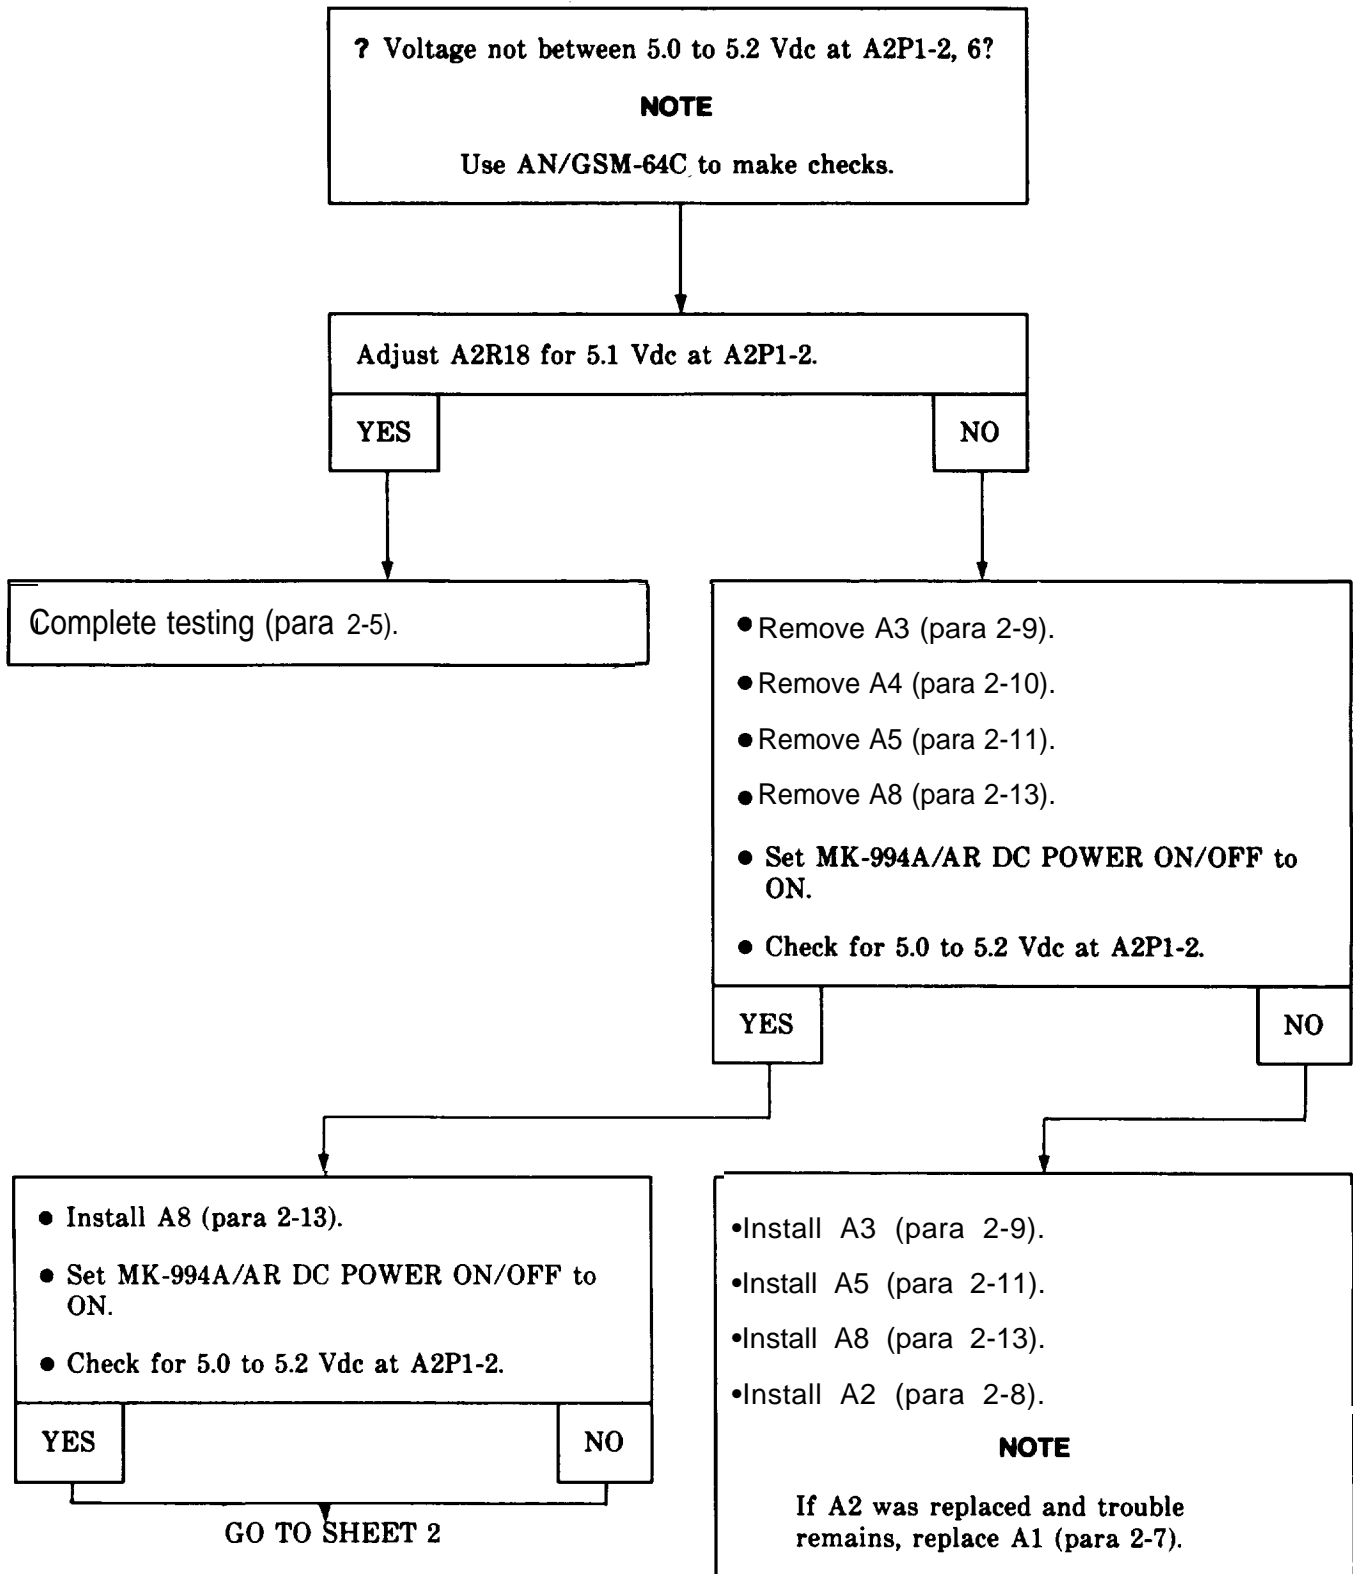 ? Voltage not between 5.0 to 5.2 Vdc at A2P1-2, 6?
NOTE
Use AN/GSM-64C to make checks.
Adjust A2R18 for 5.1 Vdc at A2P1-2.
YES
NO
Complete testing (para 2-5).
● Remove A3 (para 2-9).
● Remove A4 (para 2-10).
● Remove A5 (para 2-11).
● Remove A8 (para 2-13).
● Set MK-994A/AR DC POWER ON/OFF to
ON.
● Check for 5.0 to 5.2 Vdc at A2P1-2.
YES
NO
● Install A8 (para 2-13).
● Set MK-994A/AR DC POWER ON/OFF to
ON.
● Check for 5.0 to 5.2 Vdc at A2P1-2.
YES
NO
GO TO SHEET 2
•Install A3 (para 2-9).
•Install A5 (para 2-11).
•Install A8 (para 2-13).
•Install A2 (para 2-8).
NOTE
If A2 was replaced and trouble
remains, replace A1 (para 2-7).